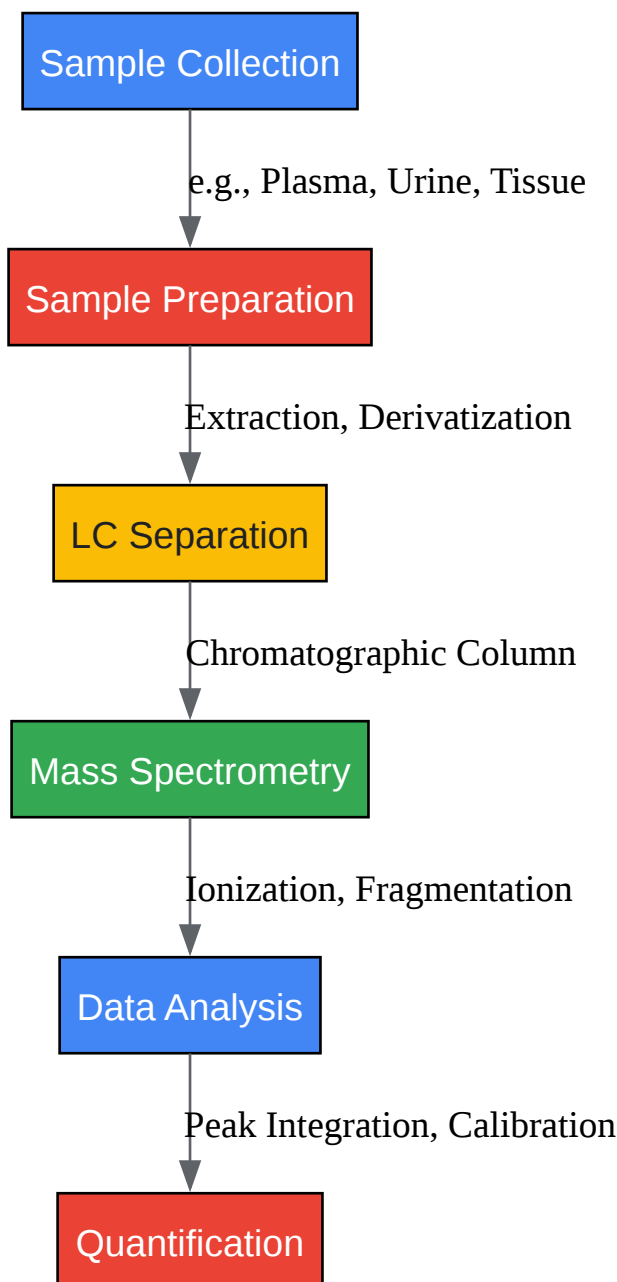 Sample Collection
e.g., Plasma, Urine, Tissue
Sample Preparation
Extraction, Derivatization
LC Separation
Chromatographic Column
Mass Spectrometry
Ionization, Fragmentation
Data Analysis
Peak Integration, Calibration
Quantification